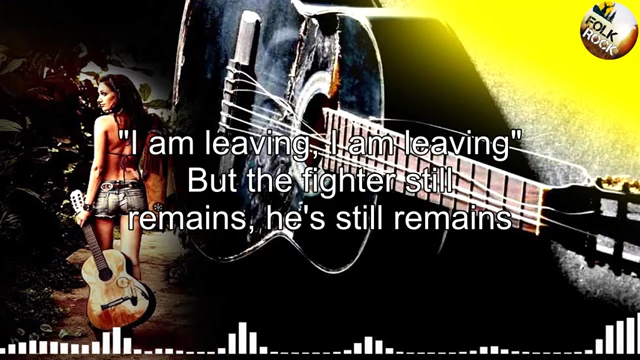 FOLK
ROCK
"I am leaving, I am leaving"
But the fighter still
remains, he's still remains